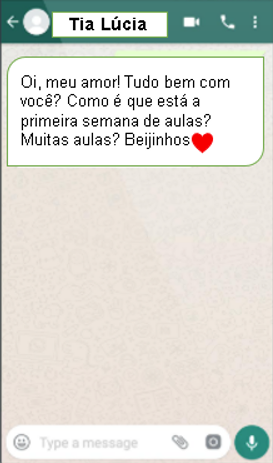 Tia Lúcia
Oi, meu amor! Tudo bem com
você? Como é que está a
primeira semana de aulas?
Muitas aulas? Beijinhos
Type a message